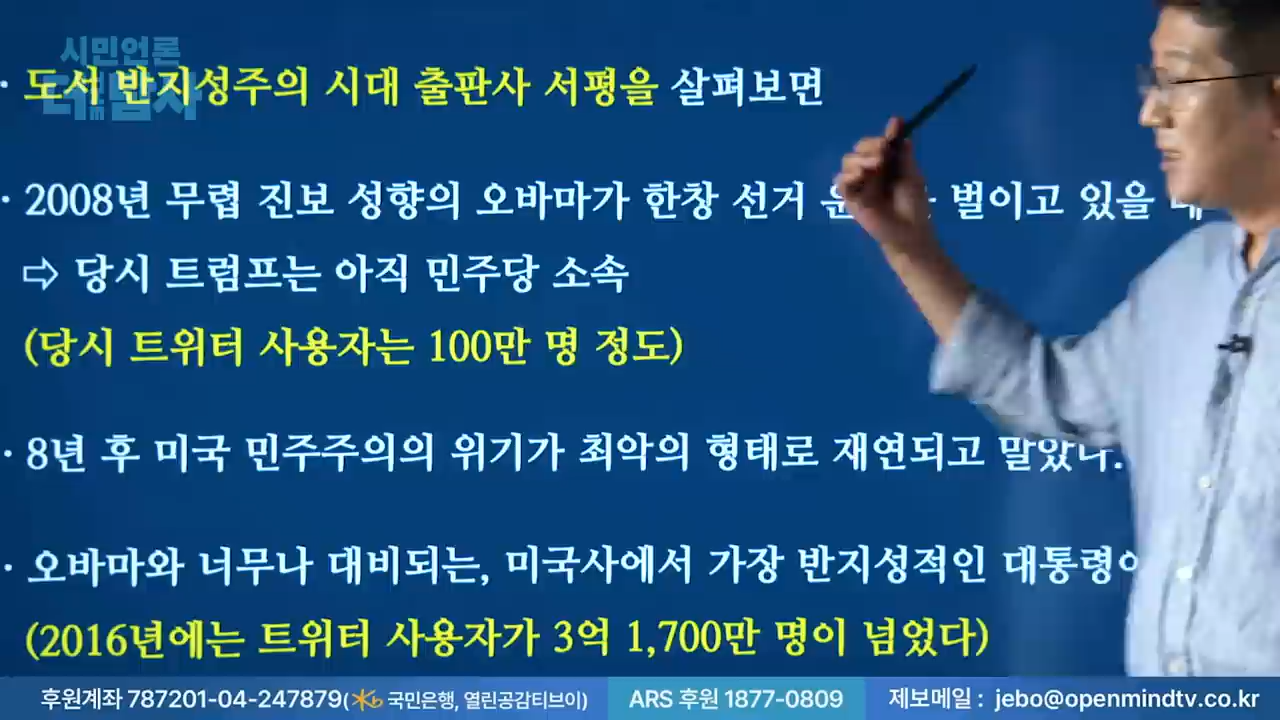 시민언론
더탐사
· 도서 반지성주의 시대 출판사 서평을 살펴보면
· 2008년 무렵 진보 성향의 오바마가 한창 선거 벌이고 있을
⇨ 당시 트럼프는 아직 민주당 소속
(당시 트위터 사용자는 100만 명 정도)
· 8년 후 미국 민주주의의 위기가 최악의 형태로 재연되고 말았다.
· 오바마와 너무나 대비되는, 미국사에서 가장 반지성적인 대통령이
(2016년에는 트위터 사용자가 3억 1,700만 명이 넘었다)
후원계좌 787201-04-247879(국민은행, 열린공감티브이) ARS 후원 1877-0809 제보메일 : jebo@openmindtv.co.kr